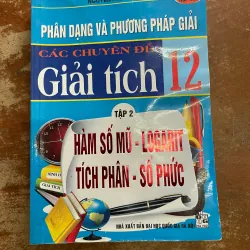 PHÂN DẠNG VÀ PHƯƠNG PHÁP GIẢI
CÁC CHUYÊN ĐỀ
Giải tích 12
TẬP 2
HÀM SỐ MŨ - LOGARIT
TÍCH PHÂN - SỐ PHỨC
NHÀ XUẤT BẢN ĐẠI HỌC QUỐC GIA HÀ NỘI